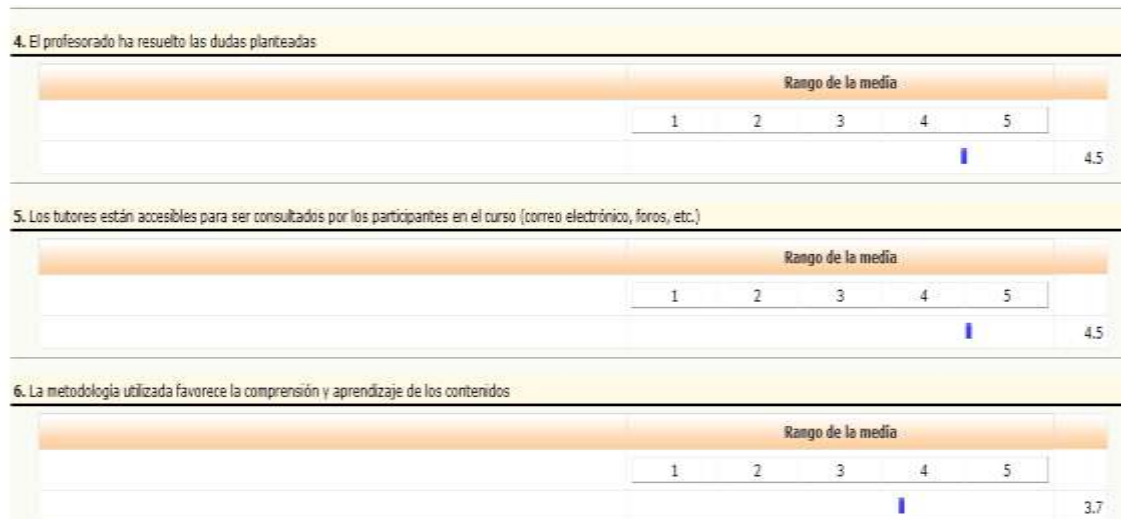 4. El profesorado ha resuelto las dudas planteadas
Rango de la media
1 2 3 4 5
4.5
5. Los tutores están accesibles para ser consultados por los participantes en el curso (correo electrónico, foros, etc.)
Rango de la media
1 2 3 4 5
4.5
6. La metodología utilizada favorece la comprensión y aprendizaje de los contenidos
Rango de la media
1 2 3 4 5
3.7